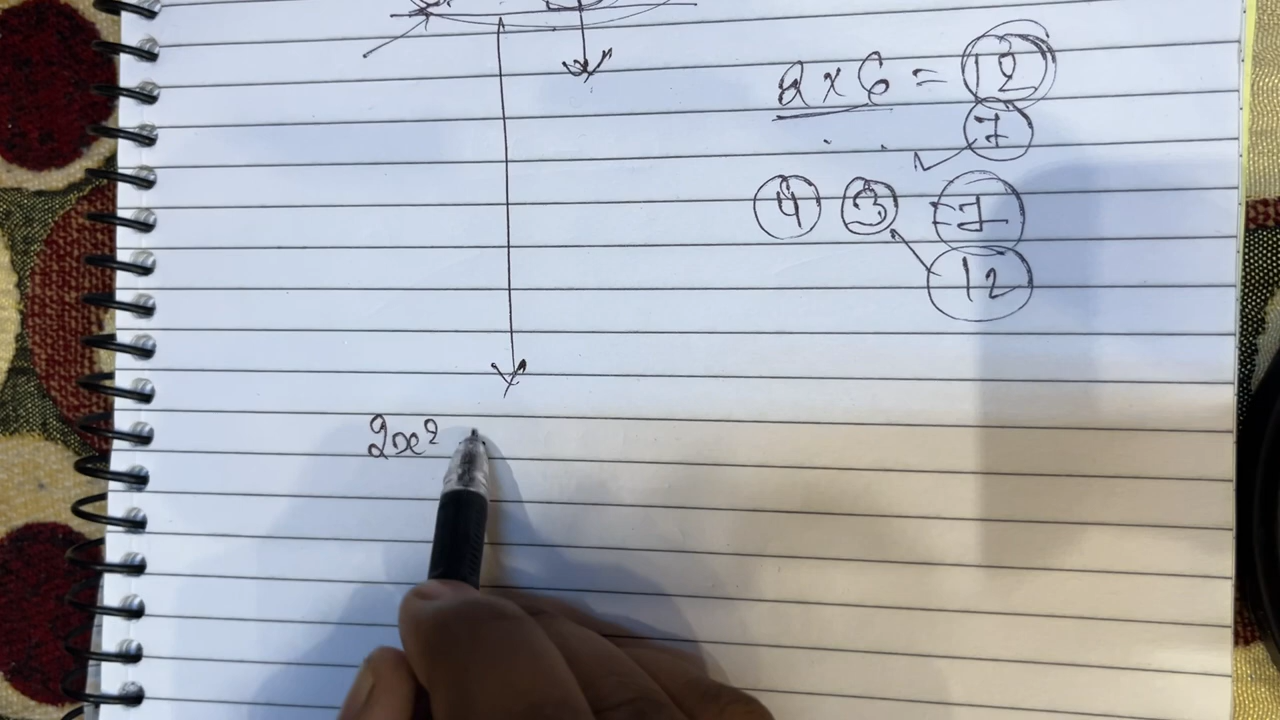 2 x 6 = 12
7
4 3 = 7
12
2x²